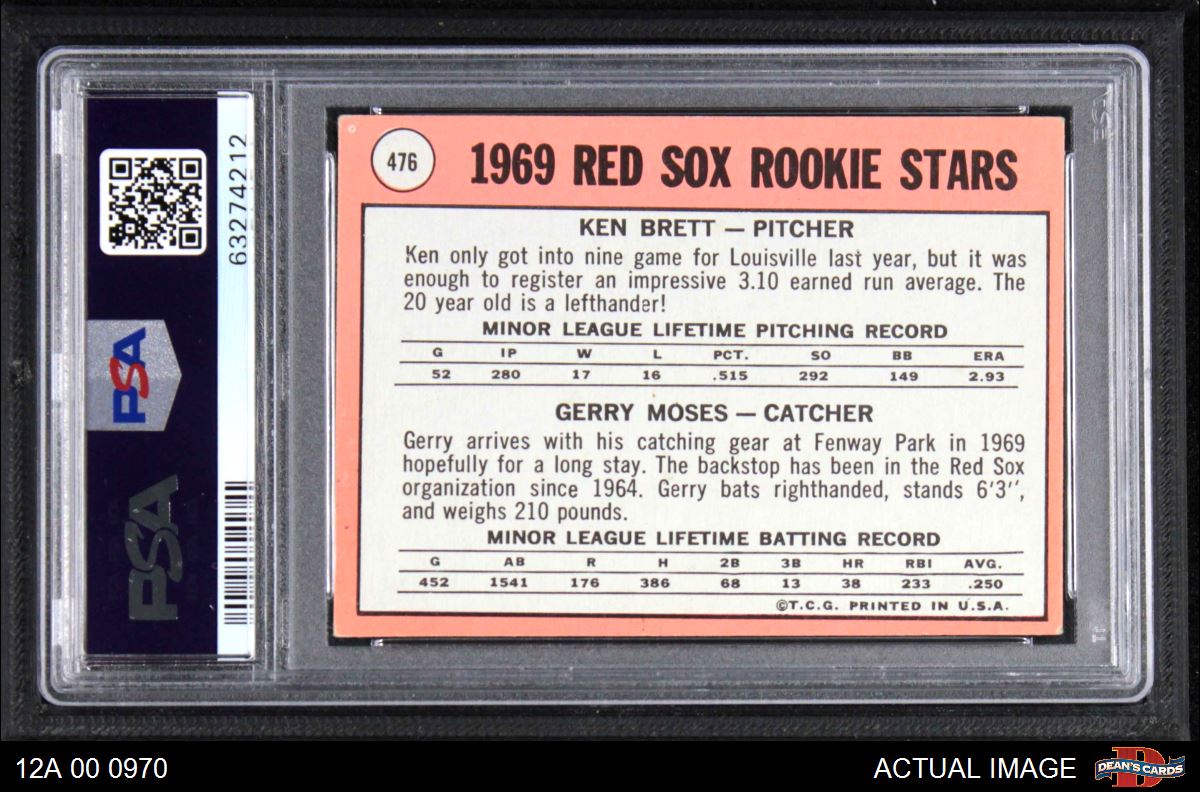 63274212
PSA
PSA
476
1969 RED SOX ROOKIE STARS
KEN BRETT — PITCHER
Ken only got into nine game for Louisville last year, but it was
enough to register an impressive 3.10 earned run average. The
20 year old is a lefthander!
MINOR LEAGUE LIFETIME PITCHING RECORD
G IP W L PCT. SO BB ERA
52 280 17 16 .515 292 149 2.93
GERRY MOSES — CATCHER
Gerry arrives with his catching gear at Fenway Park in 1969
hopefully for a long stay. The backstop has been in the Red Sox
organization since 1964. Gerry bats righthanded, stands 6'3'',
and weighs 210 pounds.
MINOR LEAGUE LIFETIME BATTING RECORD
G AB R H 2B 3B HR RBI AVG.
452 1541 176 386 68 13 38 233 .250
©T.C.G. PRINTED IN U.S.A.
12A 00 0970
ACTUAL IMAGE
DEAN'S CARDS